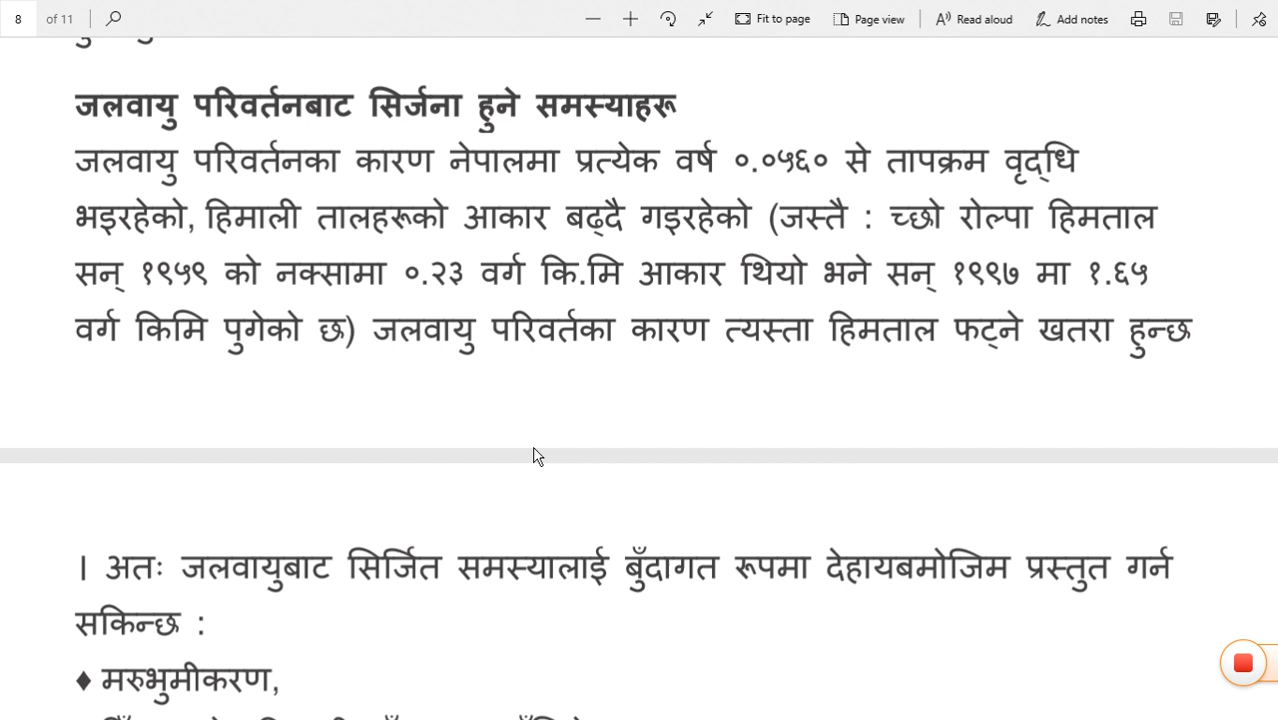 8 of 11 Fit to page Page view Read aloud Add notes
जलवायु परिवर्तनबाट सिर्जना हुने समस्याहरू
जलवायु परिवर्तनका कारण नेपालमा प्रत्येक वर्ष ०.०५६० से तापक्रम वृद्धि
भइरहेको, हिमाली तालहरूको आकार बढ्दै गइरहेको (जस्तै : च्छो रोल्पा हिमताल
सन् १९५९ को नक्सामा ०.२३ वर्ग कि.मि आकार थियो भने सन् १९९७ मा १.६५
वर्ग किमि पुगेको छ) जलवायु परिवर्तका कारण त्यस्ता हिमताल फट्ने खतरा हुन्छ
। अतः जलवायुबाट सिर्जित समस्यालाई बुँदागत रूपमा देहायबमोजिम प्रस्तुत गर्न
सकिन्छ :
♦ मरुभुमीकरण,